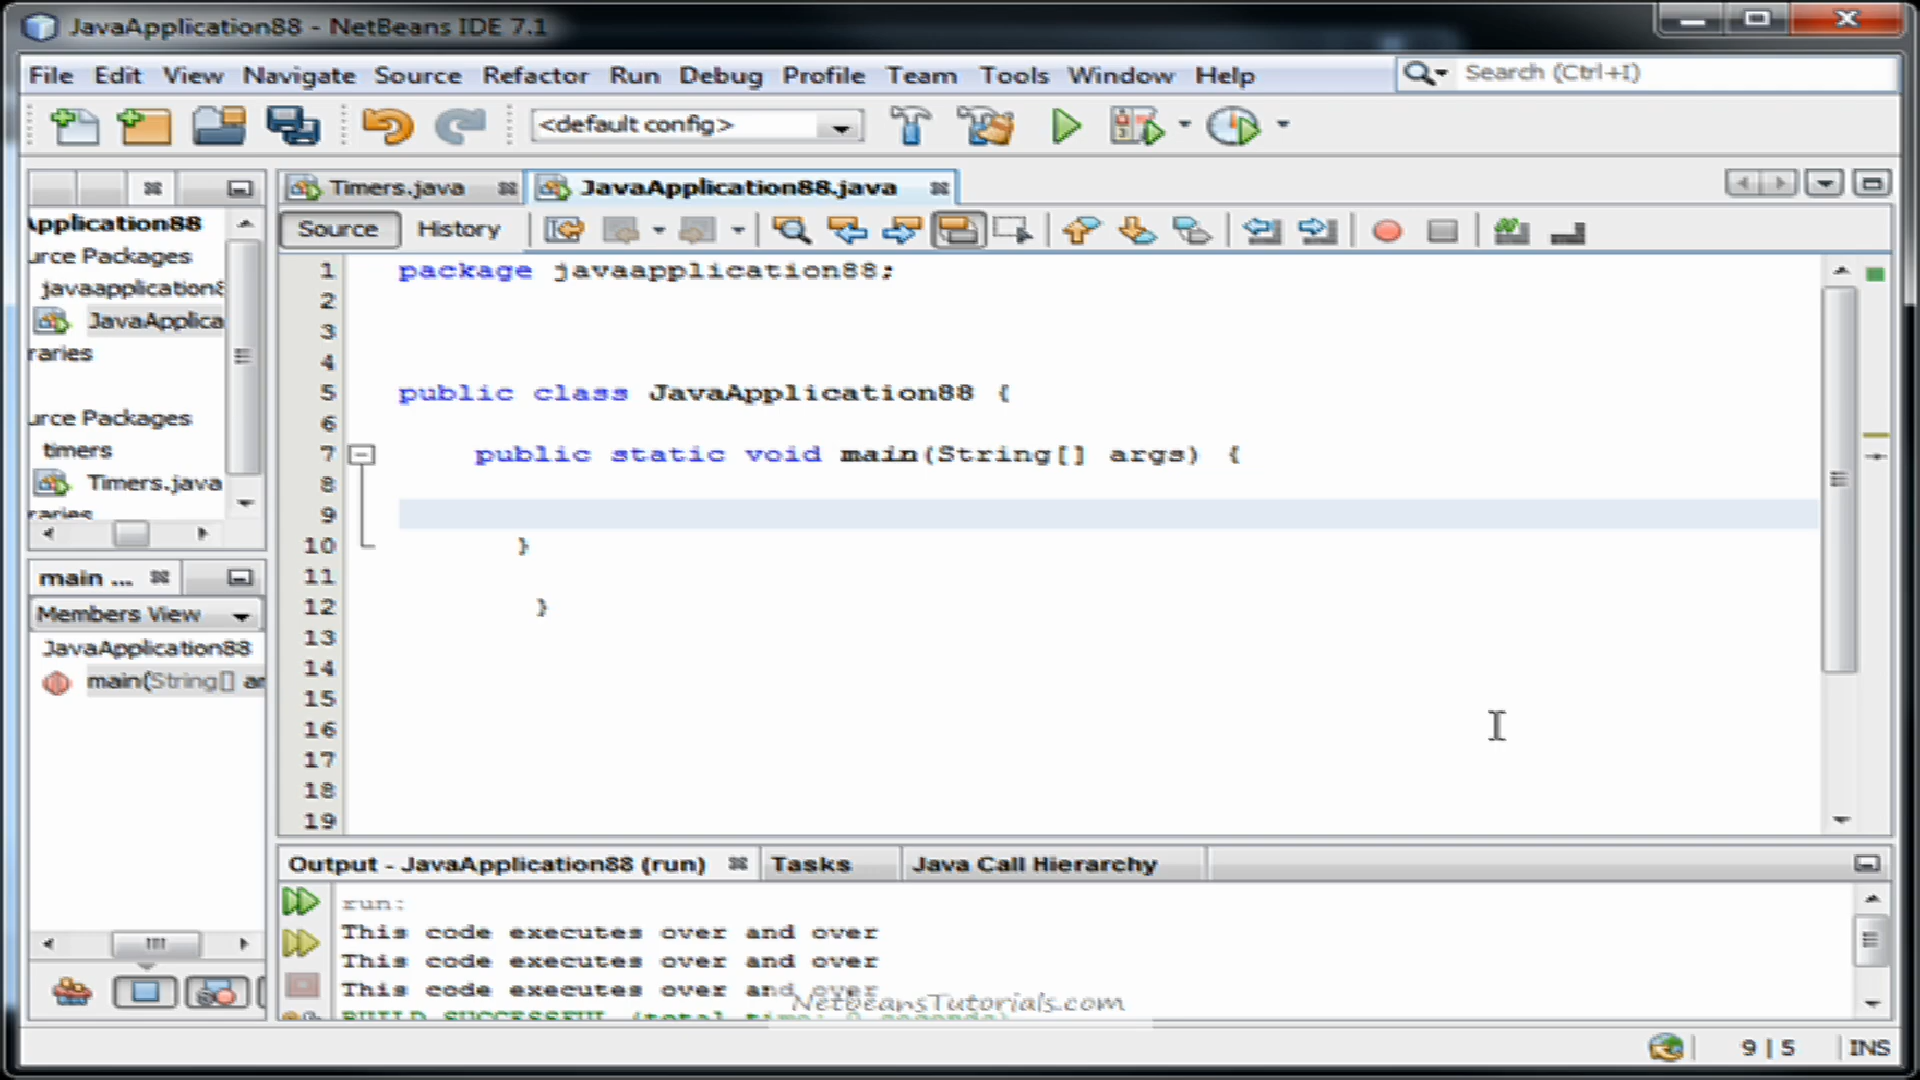 JavaApplication88 - NetBeans IDE 7.1
File Edit View Navigate Source Refactor Run Debug Profile Team Tools Window Help
Search (Ctrl+I)
<default config>
Timers.java
JavaApplication88.java
Application88
urce Packages
javaapplication8
JavaApplica
raries
urce Packages
timers
Timers.java
raries
Source History
1 package javaapplication88;
2
3
4
5 public class JavaApplication88 {
6
7 public static void main(String[] args) {
8
9
10 }
11
12 }
13
14
15
16
17
18
19
main ...
Members View
JavaApplication88
main(String[] ar
Output - JavaApplication88 (run) Tasks Java Call Hierarchy
run:
This code executes over and over
This code executes over and over
This code executes over and over
BUILD SUCCESSFUL (total time: 0 seconds)
NetbeansTutorials.com
9 | 5 INS